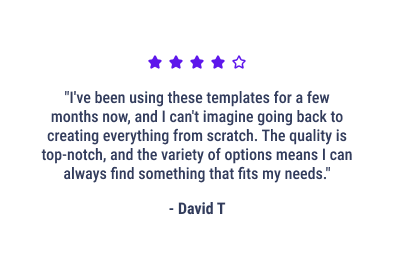 "I've been using these templates for a few
months now, and I can't imagine going back to
creating everything from scratch. The quality is
top-notch, and the variety of options means I can
always find something that fits my needs."
- David T